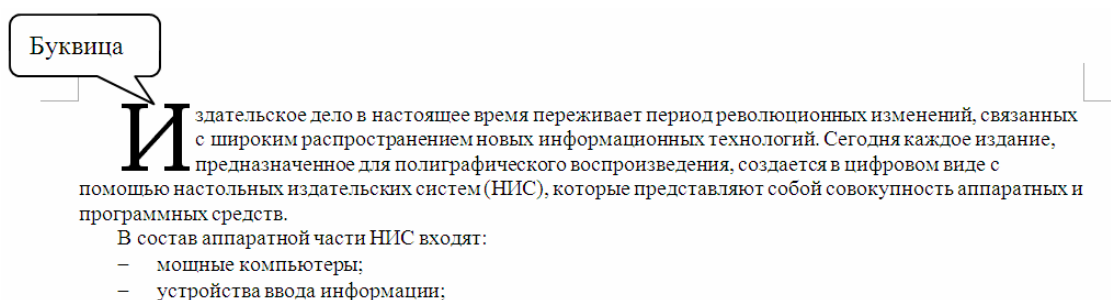 Буквица
Издательское дело в настоящее время переживает период революционных изменений, связанных
с широким распространением новых информационных технологий. Сегодня каждое издание,
предназначенное для полиграфического воспроизведения, создается в цифровом виде с
помощью настольных издательских систем (НИС), которые представляют собой совокупность аппаратных и
программных средств.
В состав аппаратной части НИС входят:
– мощные компьютеры;
– устройства ввода информации;